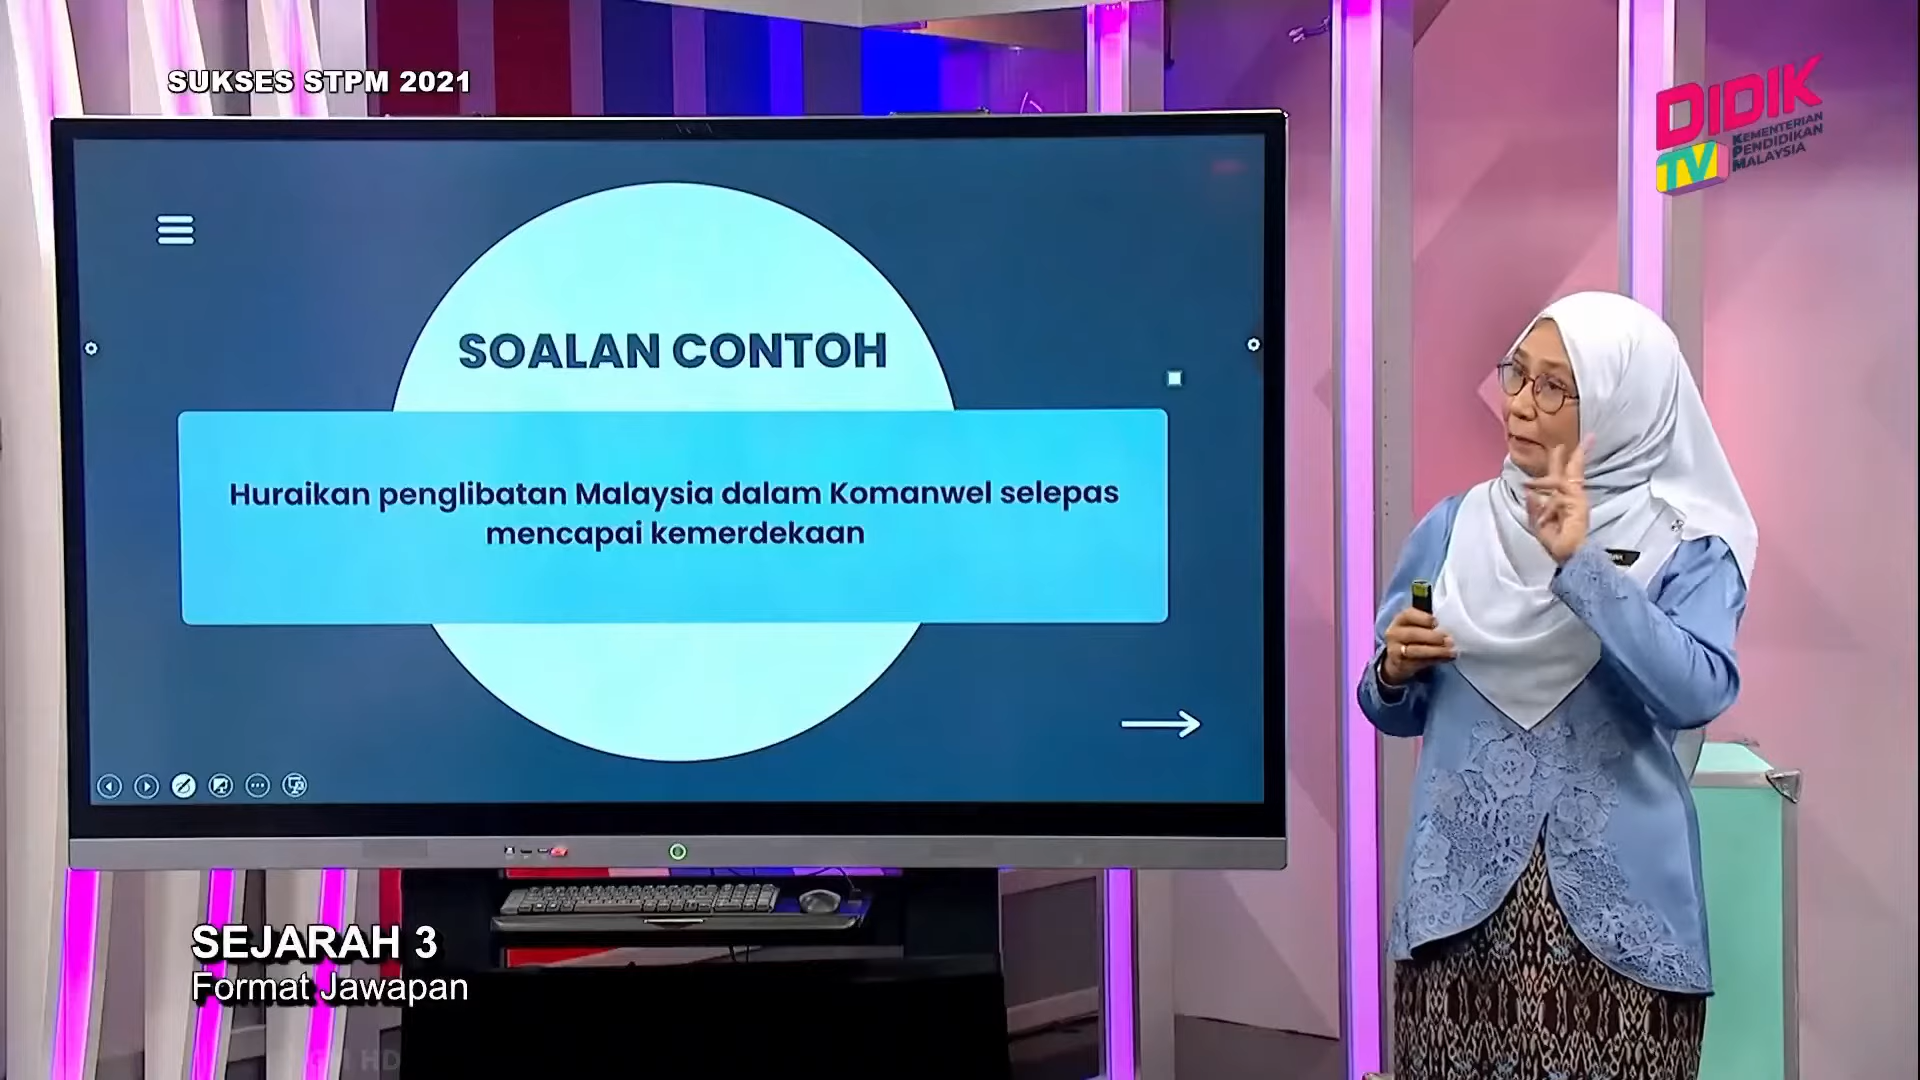 SUKSES STPM 2021
DIDIK
TV
KEMENTERIAN
PENDIDIKAN
MALAYSIA
SOALAN CONTOH
Huraikan penglibatan Malaysia dalam Komanwel selepas
mencapai kemerdekaan
SEJARAH 3
Format Jawapan
HD